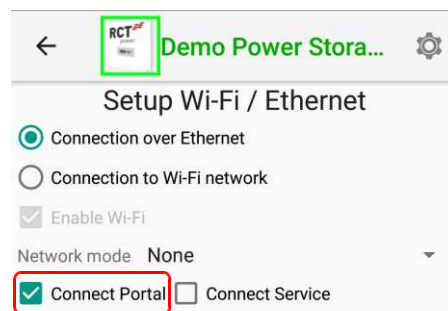 RCT
power
Demo Power Stora...
Setup Wi-Fi / Ethernet
Connection over Ethernet
Connection to Wi-Fi network
Enable Wi-Fi
Network mode None
Connect Portal Connect Service